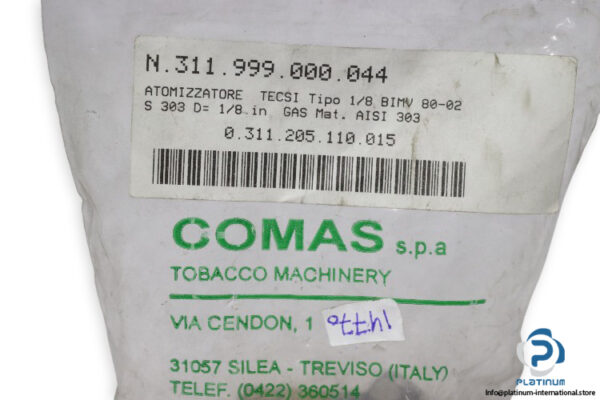 N.311.999.000.044
ATOMIZZATORE TECSI Tipo 1/8 BIMV 80-02
S 303 D= 1/8 in GAS Mat. AISI 303
0.311.205.110.015
COMAS s.p.a
TOBACCO MACHINERY
VIA CENDON, 1
14770
31057 SILEA - TREVISO (ITALY)
TELEF. (0422) 360514
PLATINUM
Info@platinum-international.store